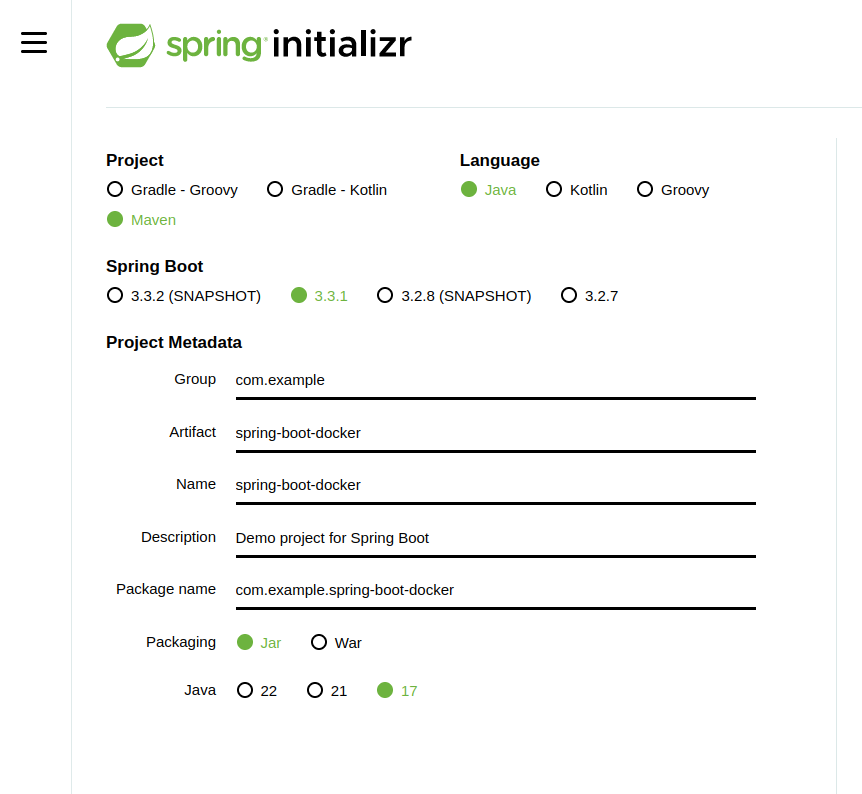 spring initializr
Project
Gradle - Groovy Gradle - Kotlin
Maven
Language
Java Kotlin Groovy
Spring Boot
3.3.2 (SNAPSHOT) 3.3.1 3.2.8 (SNAPSHOT) 3.2.7
Project Metadata
Group com.example
Artifact spring-boot-docker
Name spring-boot-docker
Description Demo project for Spring Boot
Package name com.example.spring-boot-docker
Packaging Jar War
Java 22 21 17